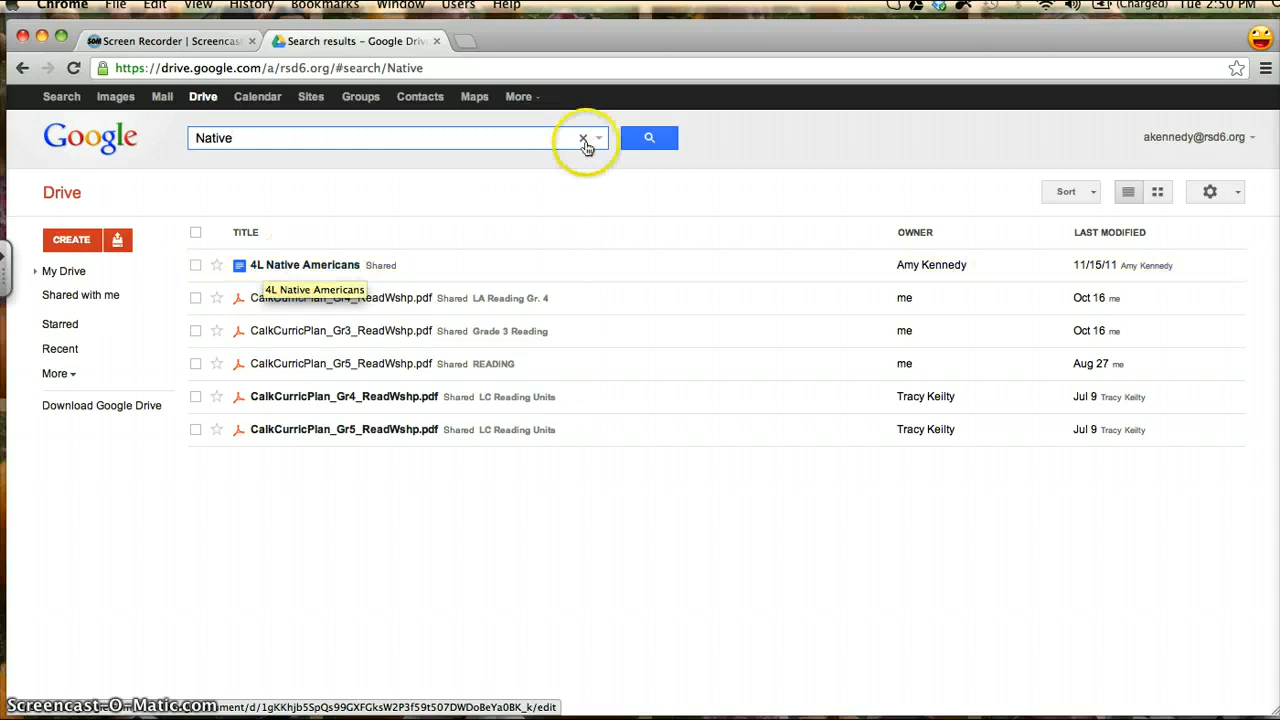 Chrome File Edit View History Bookmarks Window Users Help (Charged) Tue 2:50 PM
Screen Recorder | Screencas × Search results - Google Driv ×
https://drive.google.com/a/rsd6.org/#search/Native
Search Images Mail Drive Calendar Sites Groups Contacts Maps More
Google Native akennedy@rsd6.org
Drive Sort
CREATE TITLE OWNER LAST MODIFIED
My Drive 4L Native Americans Shared Amy Kennedy 11/15/11 Amy Kennedy
4L Native Americans
Shared with me CalkCurricPlan_Gr4_ReadWshp.pdf Shared LA Reading Gr. 4 me Oct 16 me
Starred CalkCurricPlan_Gr3_ReadWshp.pdf Shared Grade 3 Reading me Oct 16 me
Recent
More CalkCurricPlan_Gr5_ReadWshp.pdf Shared READING me Aug 27 me
Download Google Drive CalkCurricPlan_Gr4_ReadWshp.pdf Shared LC Reading Units Tracy Keilty Jul 9 Tracy Keilty
CalkCurricPlan_Gr5_ReadWshp.pdf Shared LC Reading Units Tracy Keilty Jul 9 Tracy Keilty
Screencast-O-Matic.com